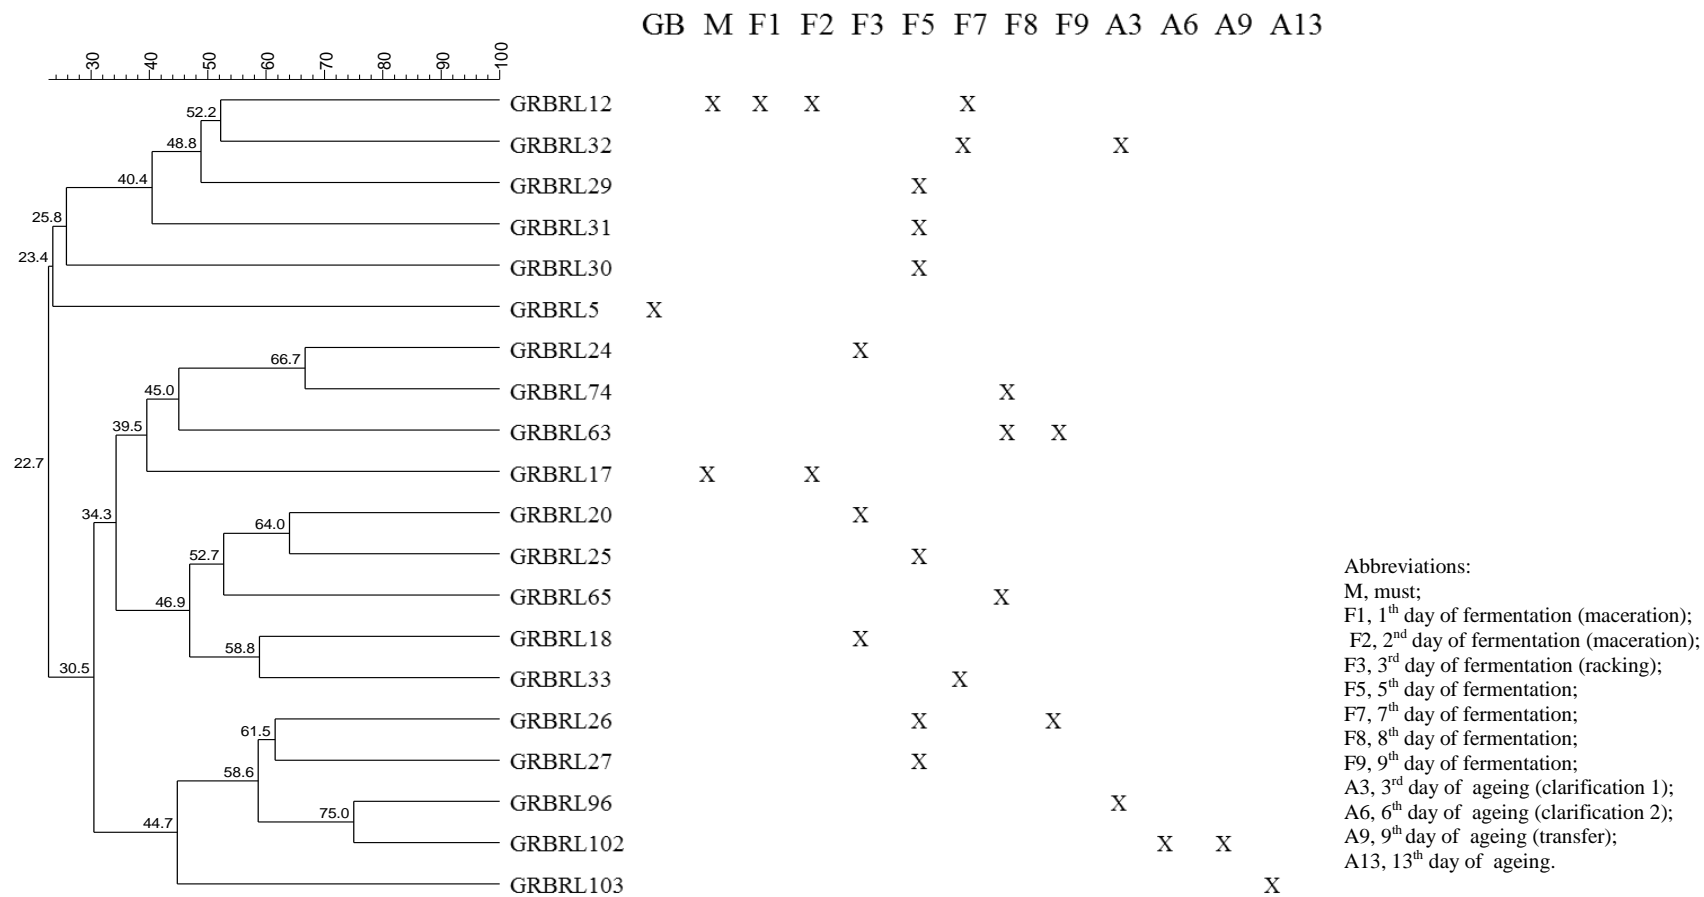 GB M F1 F2 F3 F5 F7 F8 F9 A3 A6 A9 A13
30 40 50 60 70 80 90 100
GRBRL12 X X X X
52.2
GRBRL32 X X
48.8
GRBRL29 X
40.4
GRBRL31 X
25.8
23.4
GRBRL30 X
GRBRL5 X
GRBRL24 X
66.7
GRBRL74 X
45.0
GRBRL63 X X
39.5
22.7
GRBRL17 X X
34.3
GRBRL20 X
64.0
GRBRL25 X
52.7
GRBRL65 X
46.9
GRBRL18 X
58.8
30.5
GRBRL33 X
GRBRL26 X X
61.5
GRBRL27 X
58.6
GRBRL96 X
75.0
44.7
GRBRL102 X X
GRBRL103 X
Abbreviations:
M, must;
F1, 1th day of fermentation (maceration);
F2, 2nd day of fermentation (maceration);
F3, 3rd day of fermentation (racking);
F5, 5th day of fermentation;
F7, 7th day of fermentation;
F8, 8th day of fermentation;
F9, 9th day of fermentation;
A3, 3rd day of ageing (clarification 1);
A6, 6th day of ageing (clarification 2);
A9, 9th day of ageing (transfer);
A13, 13th day of ageing.